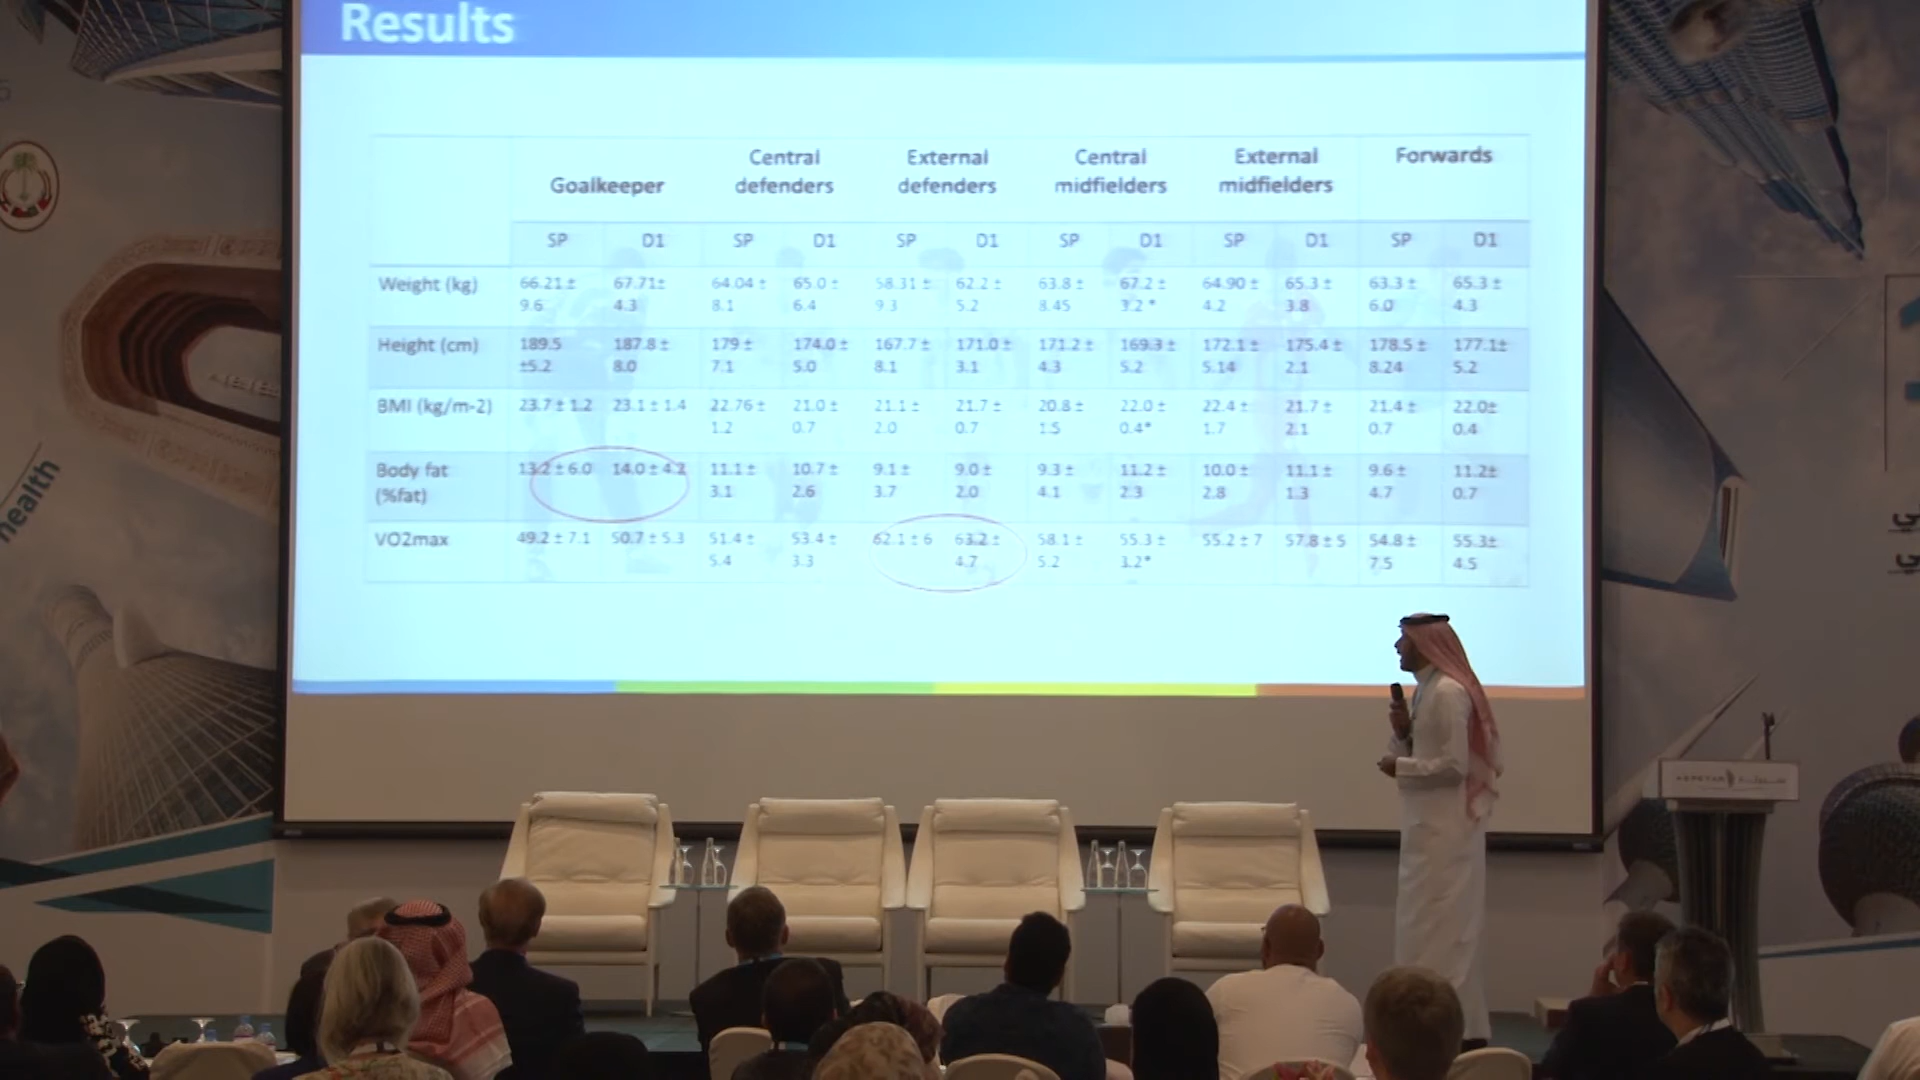 Results
Goalkeeper
Central defenders
External defenders
Central midfielders
External midfielders
Forwards
SP D1 SP D1 SP D1 SP D1 SP D1 SP D1
Weight (kg) 66.21 ± 9.6 67.71± 4.3 64.04 ± 8.1 65.0 ± 6.4 58.31 ± 9 3 62.2 ± 5.2 63.8 ± 8.45 67.2 ± 3.2 * 64.90 ± 4.2 65.3 ± 3.8 63.3 ± 6.0 65.3 ± 4.3
Height (cm) 189.5 ±5.2 187.8 ± 8.0 179 ± 7.1 174.0 ± 5.0 167.7 ± 8.1 171.0 ± 3.1 171.2 ± 4.3 169.3 ± 5.2 172.1 ± 5.14 175.4 ± 2.1 178.5 ± 8.24 177.1± 5.2
BMI (kg/m-2) 23.7 ± 1.2 23.1 ± 1.4 22.76 ± 1.2 21.0 ± 0.7 21.1 ± 2.0 21.7 ± 0.7 20.8 ± 1.5 22.0 ± 0.4* 22.4 ± 1.7 21.7 ± 2.1 21.4 ± 0.7 22.0± 0.4
Body fat (%fat) 13.2 ± 6.0 14.0 ± 4.2 11.1 ± 3.1 10.7 ± 2.6 9.1 ± 3.7 9.0 ± 2.0 9.3 ± 4.1 11.2 ± 2.3 10.0 ± 2.8 11.1 ± 1.3 9.6 ± 4.7 11.2± 0.7
VO2max 49.2 ± 7.1 50.7 ± 5.3 51.4 ± 5.4 53.4 ± 3.3 62.1 ± 6 63.2 ± 4.7 58.1 ± 5.2 55.3 ± 3.2* 55.2 ± 7 57.8 ± 5 54.8 ± 7.5 55.3± 4.5
health
ASPETAR